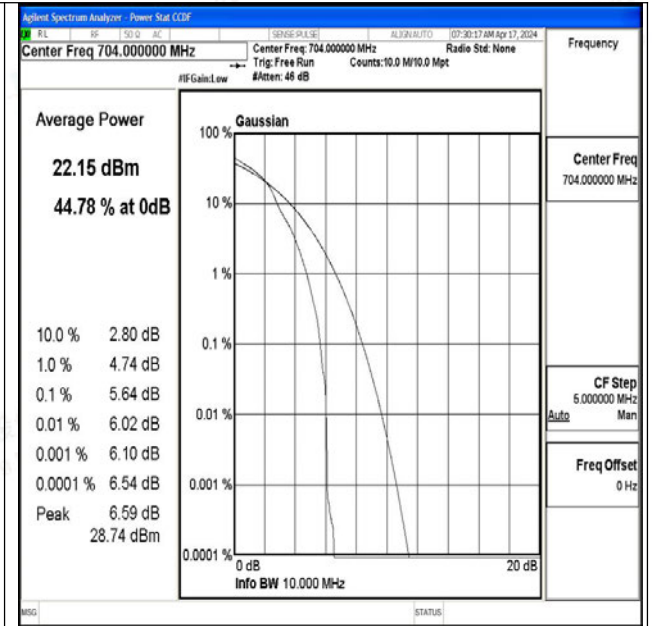 Agilent Spectrum Analyzer - Power Stat CCDF
RL RF 50 Ω AC SENSE:PULSE ALIGN AUTO 07:30:17 AM Apr 17, 2024
Center Freq 704.000000 MHz
Center Freq: 704.000000 MHz Radio Std: None
Trig: Free Run Counts:10.0 M/10.0 Mpt
#IFGain:Low #Atten: 46 dB
Frequency
Average Power
22.15 dBm
44.78 % at 0dB
10.0 % 2.80 dB
1.0 % 4.74 dB
0.1 % 5.64 dB
0.01 % 6.02 dB
0.001 % 6.10 dB
0.0001 % 6.54 dB
Peak 6.59 dB
28.74 dBm
Gaussian
100 %
10 %
1 %
0.1 %
0.01 %
0.001 %
0.0001 %
0 dB 20 dB
Info BW 10.000 MHz
Center Freq
704.000000 MHz
CF Step
5.000000 MHz
Auto Man
Freq Offset
0 Hz
MSG STATUS